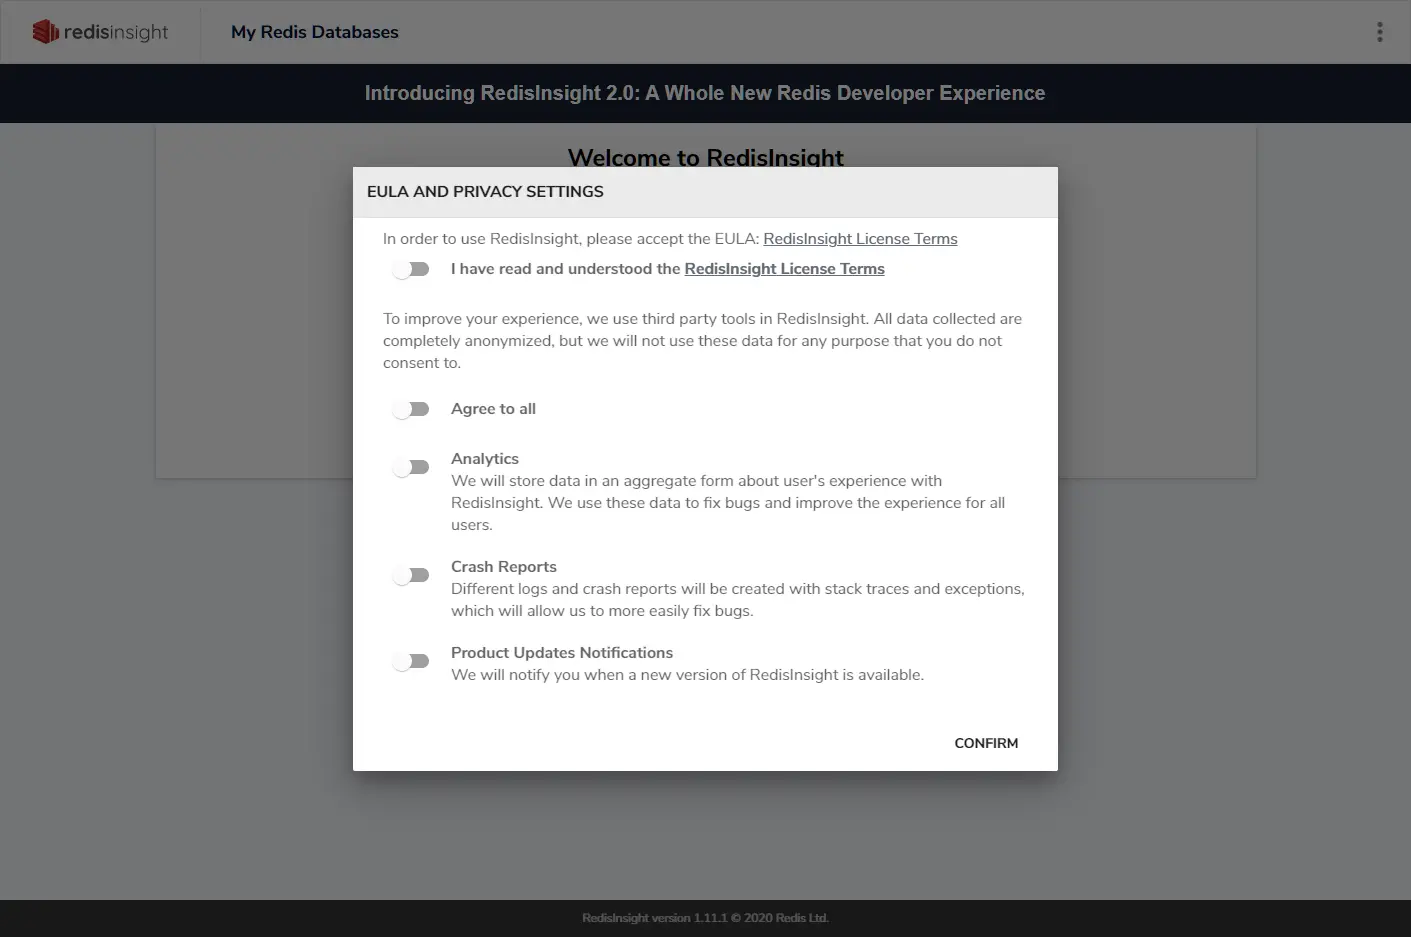 redisinsight
My Redis Databases
Introducing RedisInsight 2.0: A Whole New Redis Developer Experience
Welcome to RedisInsight
EULA AND PRIVACY SETTINGS
In order to use RedisInsight, please accept the EULA: RedisInsight License Terms
I have read and understood the RedisInsight License Terms
To improve your experience, we use third party tools in RedisInsight. All data collected are
completely anonymized, but we will not use these data for any purpose that you do not
consent to.
Agree to all
Analytics
We will store data in an aggregate form about user's experience with
RedisInsight. We use these data to fix bugs and improve the experience for all
users.
Crash Reports
Different logs and crash reports will be created with stack traces and exceptions,
which will allow us to more easily fix bugs.
Product Updates Notifications
We will notify you when a new version of RedisInsight is available.
CONFIRM
RedisInsight version 1.11.1 © 2020 Redis Ltd.